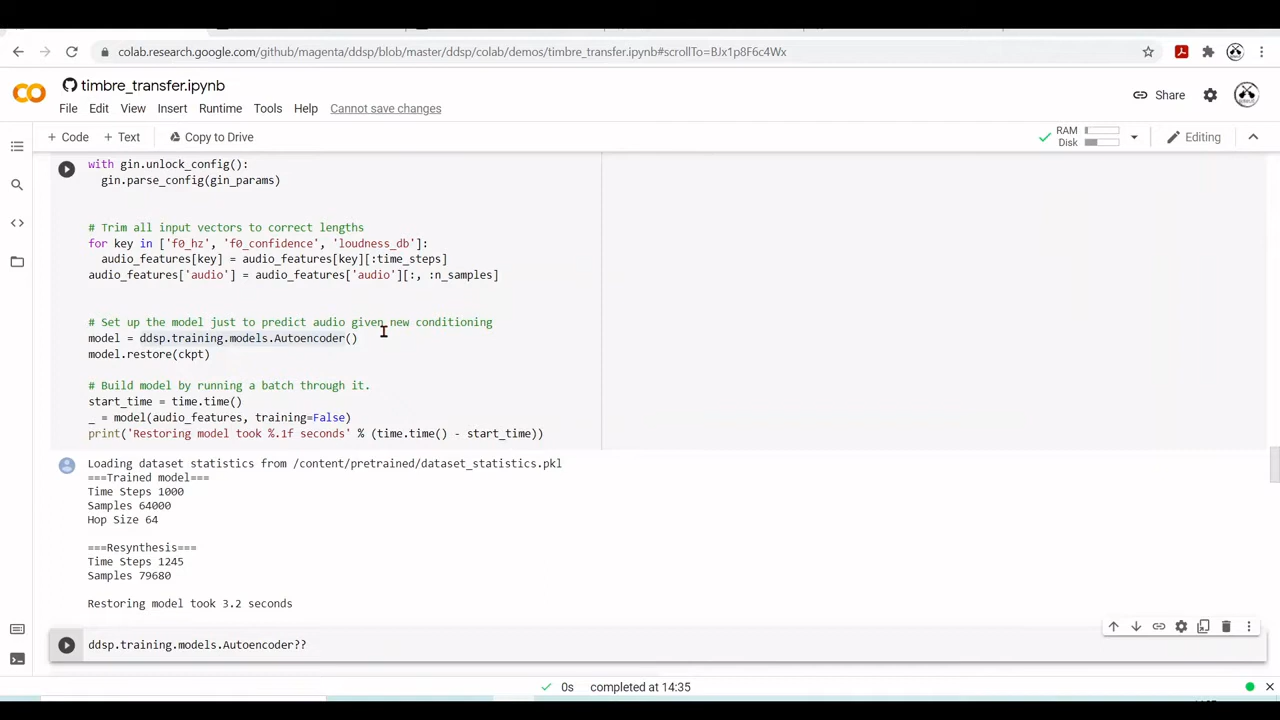 colab.research.google.com/github/magenta/ddsp/blob/master/ddsp/colab/demos/timbre_transfer.ipynb#scrollTo=BJx1p8F6c4Wx
timbre_transfer.ipynb
File Edit View Insert Runtime Tools Help Cannot save changes
Share
+ Code + Text Copy to Drive
RAM
Disk
Editing
with gin.unlock_config():
gin.parse_config(gin_params)
# Trim all input vectors to correct lengths
for key in ['f0_hz', 'f0_confidence', 'loudness_db']:
audio_features[key] = audio_features[key][:time_steps]
audio_features['audio'] = audio_features['audio'][:, :n_samples]
# Set up the model just to predict audio given new conditioning
model = ddsp.training.models.Autoencoder()
model.restore(ckpt)
# Build model by running a batch through it.
start_time = time.time()
_ = model(audio_features, training=False)
print('Restoring model took %.1f seconds' % (time.time() - start_time))
Loading dataset statistics from /content/pretrained/dataset_statistics.pkl
===Trained model===
Time Steps 1000
Samples 64000
Hop Size 64
===Resynthesis===
Time Steps 1245
Samples 79680
Restoring model took 3.2 seconds
ddsp.training.models.Autoencoder??
0s completed at 14:35